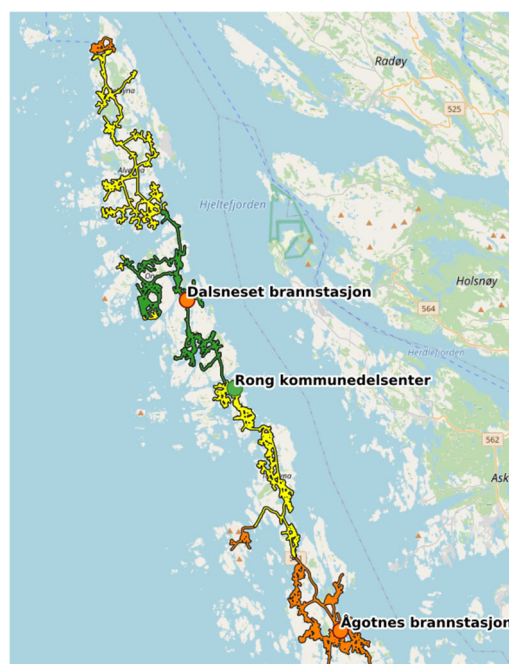 Radøy
525
Hjeltefjorden
Holsnøy
Dalsneset brannstasjon
564
Herdlefjorden
Rong kommunedelsenter
562
Ask
Ågotnes brannstasjon